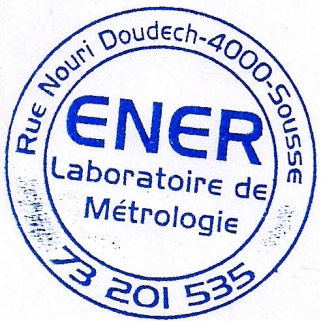 Rue Nouri Doudech-4000-Sousse
ENER
Laboratoire de
Métrologie
73 201 535